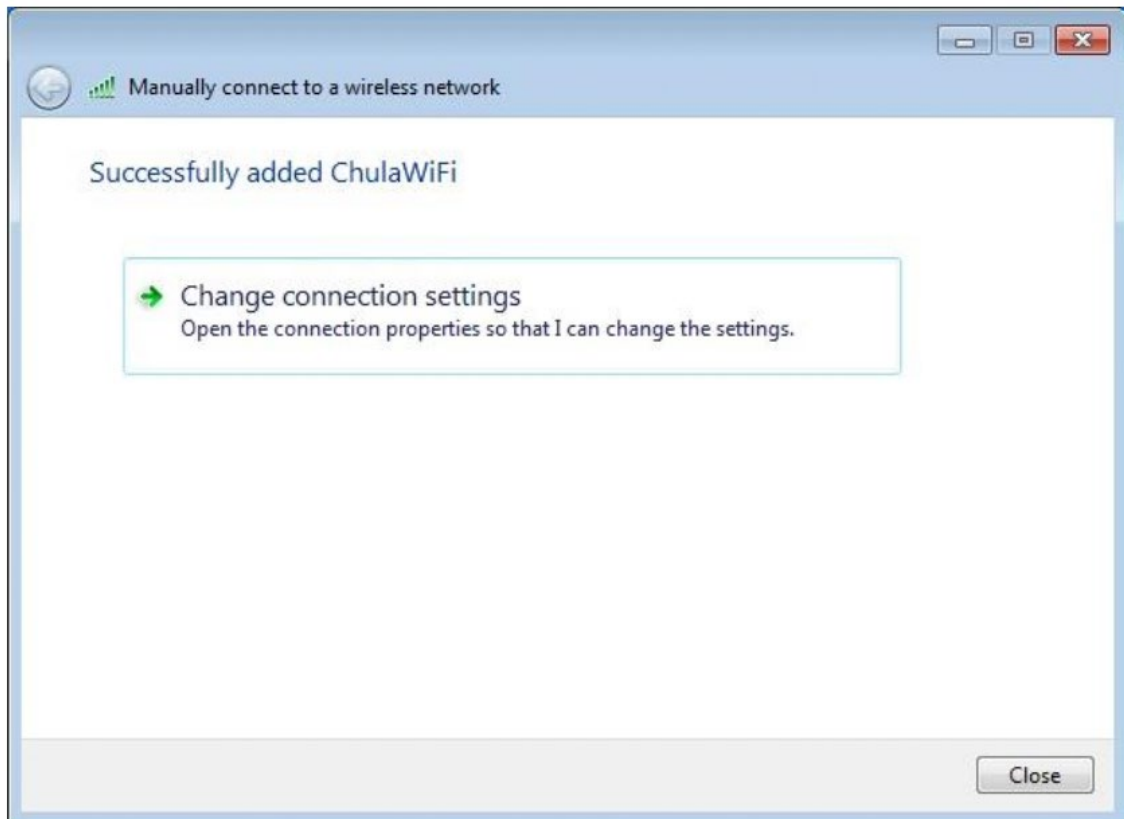 Manually connect to a wireless network
Successfully added ChulaWiFi
Change connection settings
Open the connection properties so that I can change the settings.
Close